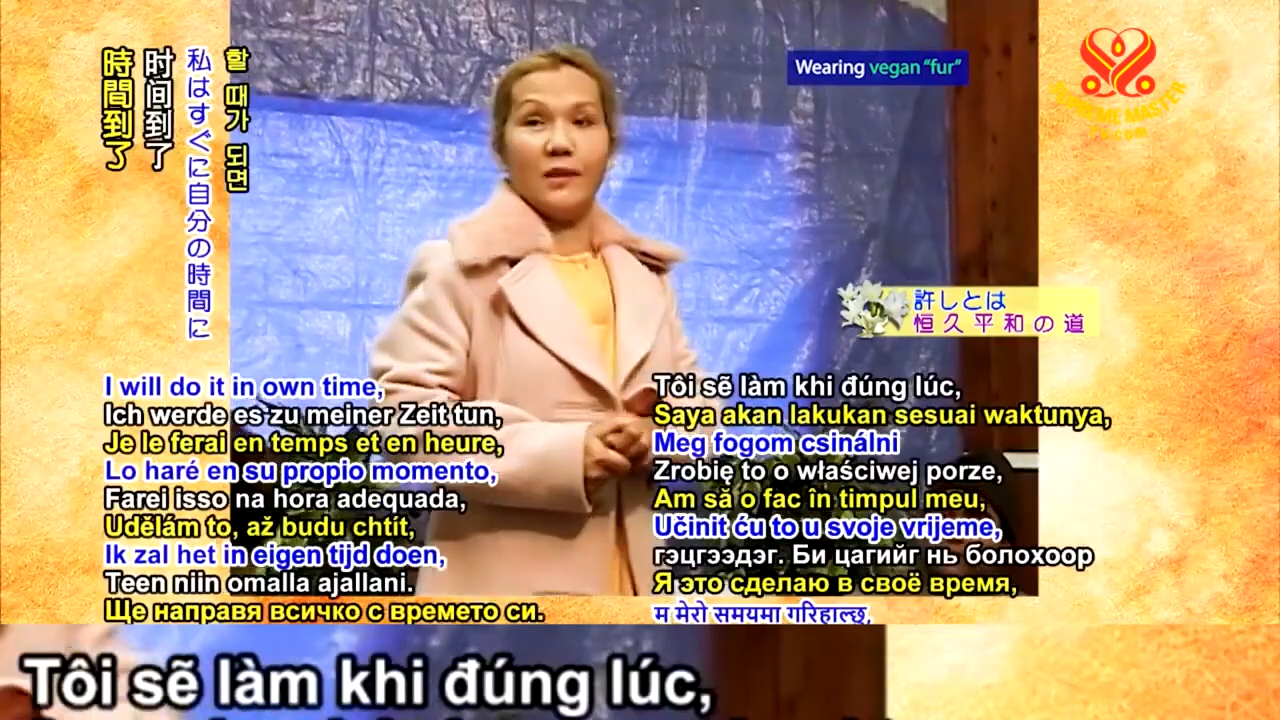 時間到了
时间到了
私はすぐに自分の時間に
할 때가 되면
Wearing vegan “fur”
SUPREME MASTER
TV.com
許しとは
恒久平和の道
I will do it in own time,
Ich werde es zu meiner Zeit tun,
Je le ferai en temps et en heure,
Lo haré en su propio momento,
Farei isso na hora adequada,
Udělám to, až budu chtít,
Ik zal het in eigen tijd doen,
Teen niin omalla ajallani.
Ще направя всичко с времето си.
Tôi sẽ làm khi đúng lúc,
Saya akan lakukan sesuai waktunya,
Meg fogom csinálni
Zrobię to o właściwej porze,
Am să o fac în timpul meu,
Učinit ću to u svoje vrijeme,
гэцгээдэг. Би цагийг нь болохоор
Я это сделаю в своё время,
म मेरो समयमा गरिहाल्छु,
Tôi sẽ làm khi đúng lúc,